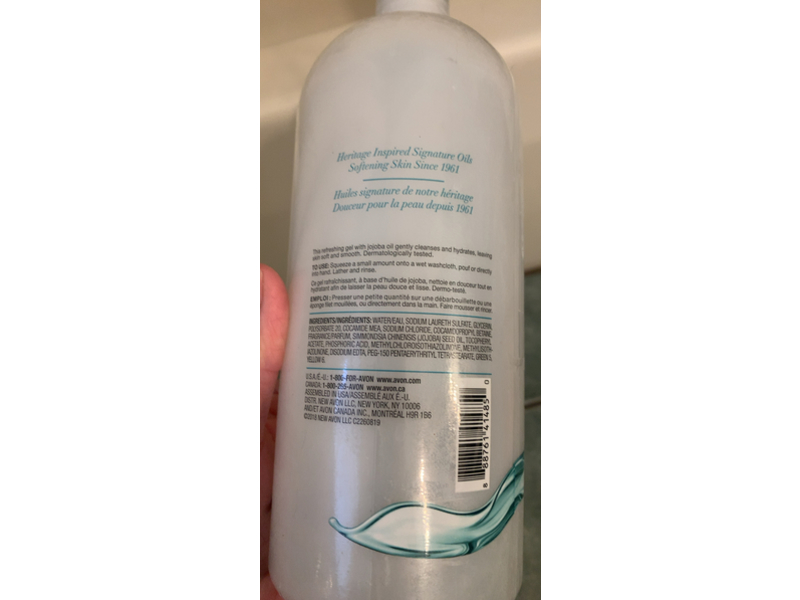 Heritage Inspired Signature Oils
Softening Skin Since 1961
Huiles signature de notre héritage
Douceur pour la peau depuis 1961
This refreshing gel with jojoba oil gently cleanses and hydrates, leaving
skin soft and smooth. Dermatologically tested.
TO USE: Squeeze a small amount onto a wet washcloth, pouf or directly
into hand. Lather and rinse.
Ce gel rafraîchissant, à base d'huile de jojoba, nettoie en douceur tout en
hydratant afin de laisser la peau douce et lisse. Dermo-testé.
EMPLOI : Presser une petite quantité sur une débarbouillette ou une
éponge filet mouillées, ou directement dans la main. Faire mousser et rincer.
INGREDIENTS/INGRÉDIENTS: WATER/EAU, SODIUM LAURETH SULFATE, GLYCERIN,
POLYSORBATE 20, COCAMIDE MEA, SODIUM CHLORIDE, COCAMIDOPROPYL BETAINE,
FRAGRANCE/PARFUM, SIMMONDSIA CHINENSIS (JOJOBA) SEED OIL, TOCOPHERYL
ACETATE, PHOSPHORIC ACID, METHYLCHLOROISOTHIAZOLINONE, METHYLISOTHI-
AZOLINONE, DISODIUM EDTA, PEG-150 PENTAERYTHRITYL TETRASTEARATE, GREEN 5,
YELLOW 6.
U.S.A./É.-U.: 1-800-FOR-AVON www.avon.com
CANADA: 1-800-265-AVON www.avon.ca
ASSEMBLED IN USA/ASSEMBLÉ AUX É.-U.
DISTR. NEW AVON LLC, NEW YORK, NY 10006
AND/ET AVON CANADA INC., MONTRÉAL H9R 1B6
©2018 NEW AVON LLC C2260819
8 88761 41485 0